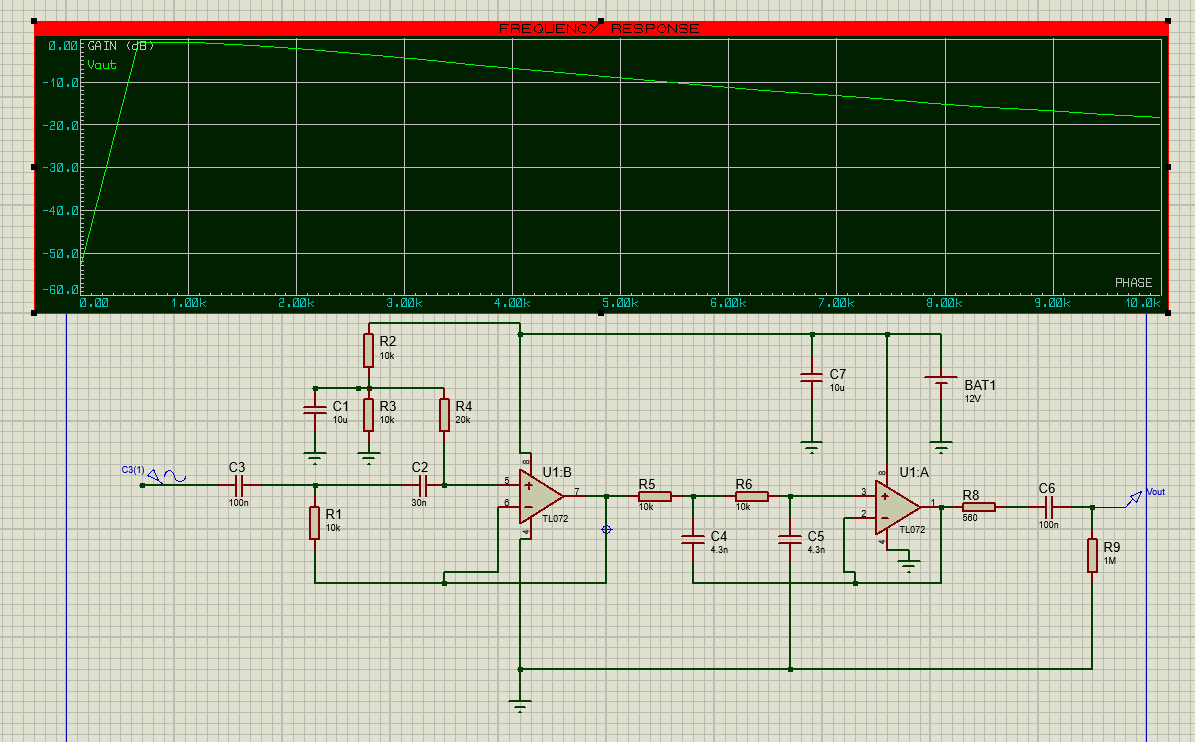 FREQUENCY RESPONSE
0.00
GAIN (dB)
Vout
-10.0
-20.0
-30.0
-40.0
-50.0
-60.0
PHASE
0.00 1.00k 2.00k 3.00k 4.00k 5.00k 6.00k 7.00k 8.00k 9.00k 10.0k
R2
10k
C1
10u
R3
10k
R4
20k
C7
10u
BAT1
12V
C3(1)
C3
100n
R1
10k
C2
30n
U1:B
5
6
7
8
4
TL072
R5
10k
R6
10k
C4
4.3n
C5
4.3n
U1:A
3
2
1
8
4
TL072
R8
560
C6
100n
Vout
R9
1M